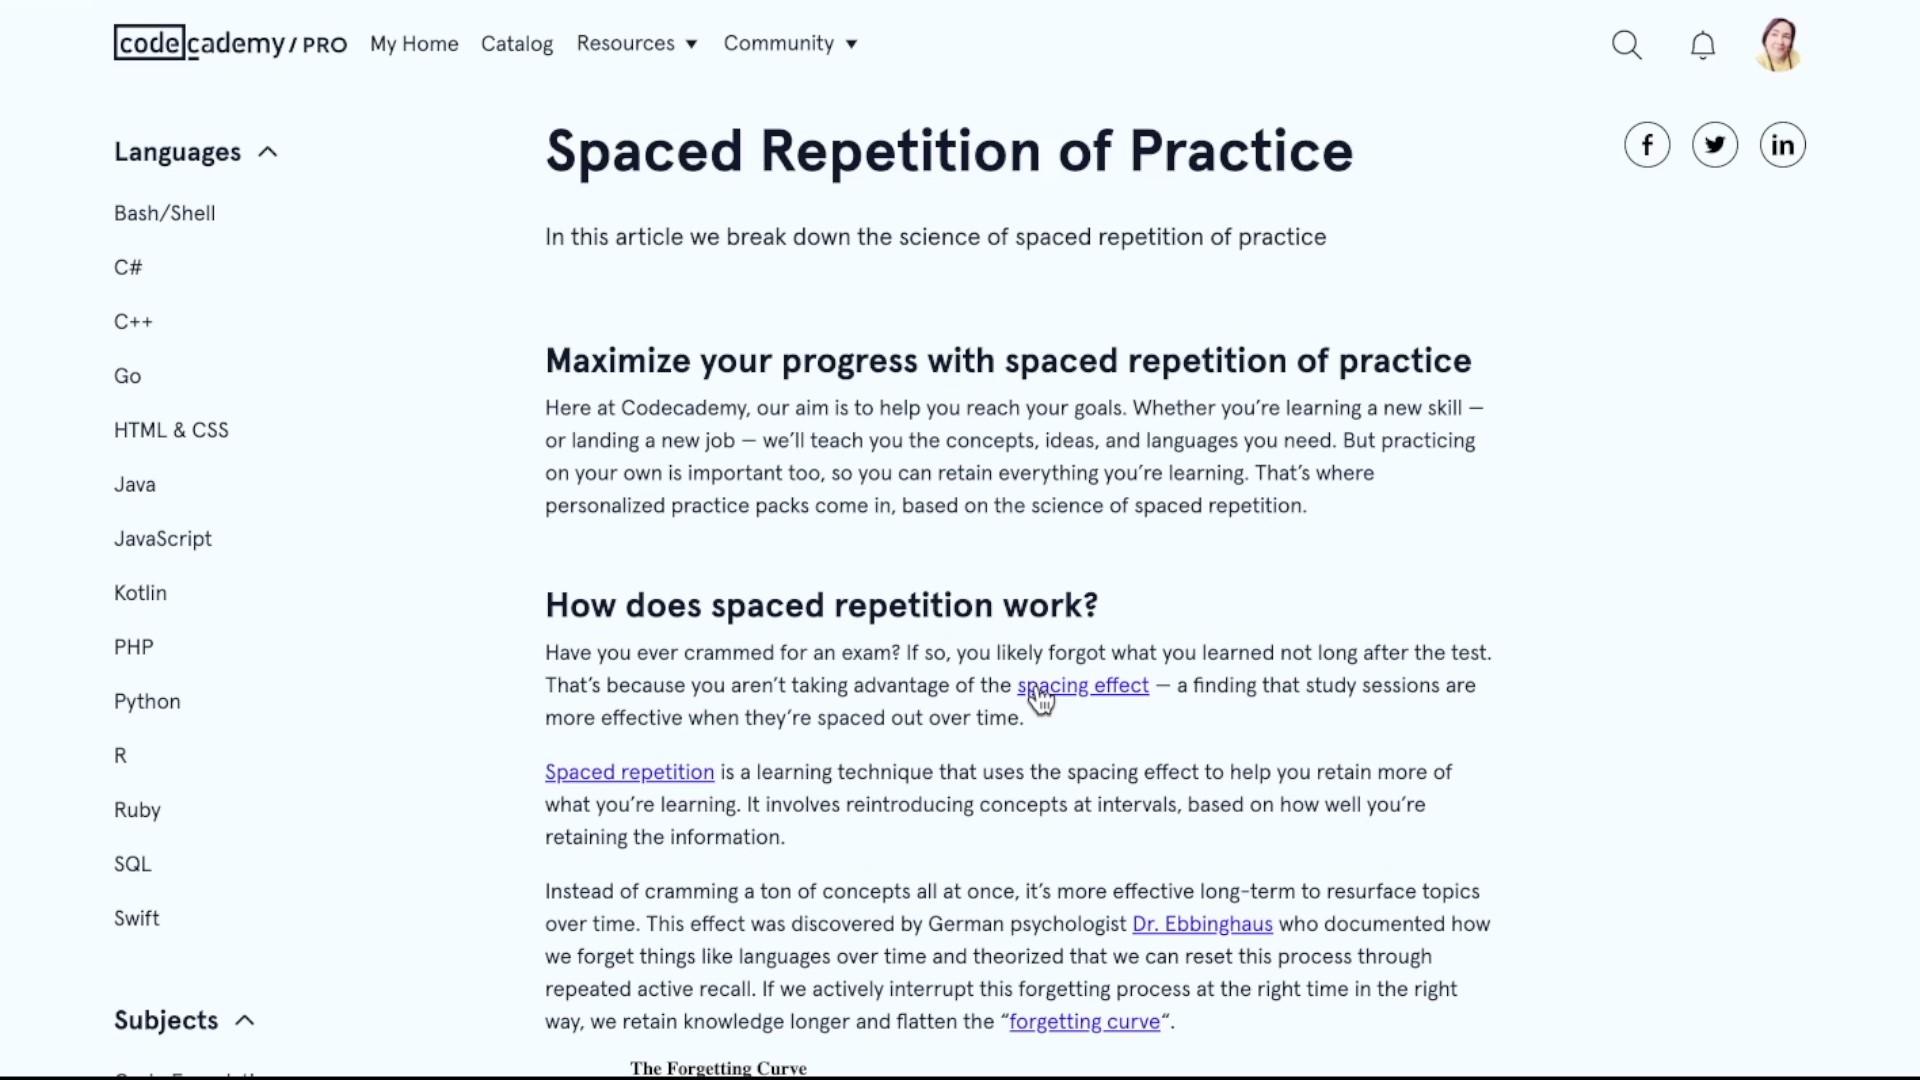 codecademy / PRO My Home Catalog Resources ▼ Community ▼
Languages
Bash/Shell
C#
C++
Go
HTML & CSS
Java
JavaScript
Kotlin
PHP
Python
R
Ruby
SQL
Swift
Subjects
Spaced Repetition of Practice
f in
In this article we break down the science of spaced repetition of practice
Maximize your progress with spaced repetition of practice
Here at Codecademy, our aim is to help you reach your goals. Whether you’re learning a new skill —
or landing a new job — we’ll teach you the concepts, ideas, and languages you need. But practicing
on your own is important too, so you can retain everything you’re learning. That’s where
personalized practice packs come in, based on the science of spaced repetition.
How does spaced repetition work?
Have you ever crammed for an exam? If so, you likely forgot what you learned not long after the test.
That’s because you aren’t taking advantage of the spacing effect — a finding that study sessions are
more effective when they’re spaced out over time.
Spaced repetition is a learning technique that uses the spacing effect to help you retain more of
what you’re learning. It involves reintroducing concepts at intervals, based on how well you’re
retaining the information.
Instead of cramming a ton of concepts all at once, it’s more effective long-term to resurface topics
over time. This effect was discovered by German psychologist Dr. Ebbinghaus who documented how
we forget things like languages over time and theorized that we can reset this process through
repeated active recall. If we actively interrupt this forgetting process at the right time in the right
way, we retain knowledge longer and flatten the “forgetting curve“.
The Forgetting Curve